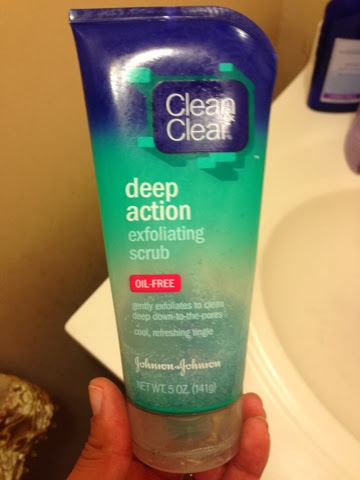 Clean
Clear
deep
action
exfoliating
scrub
OIL-FREE
gently exfoliates to clean
deep down-to-the-pores
cool, refreshing tingle
Johnson & Johnson
NET WT. 5 OZ. (141g)